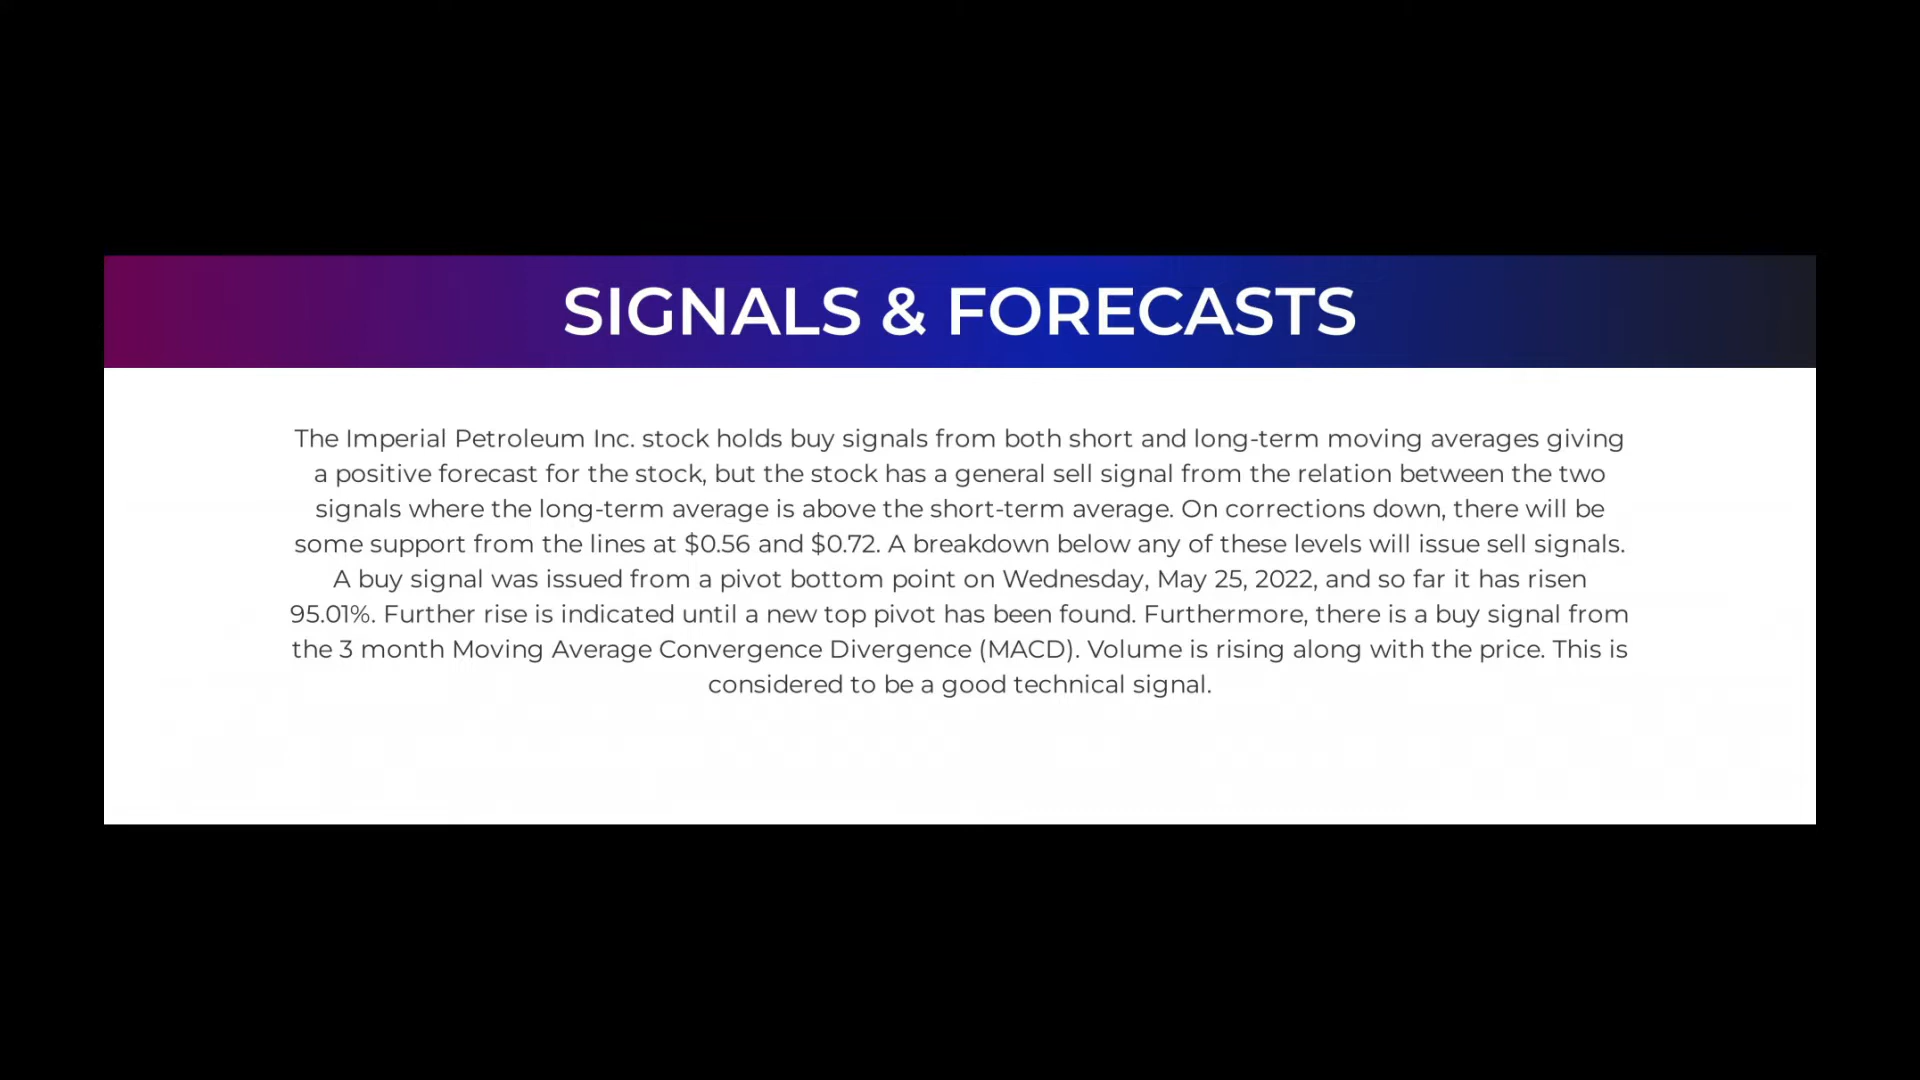 SIGNALS & FORECASTS
The Imperial Petroleum Inc. stock holds buy signals from both short and long-term moving averages giving
a positive forecast for the stock, but the stock has a general sell signal from the relation between the two
signals where the long-term average is above the short-term average. On corrections down, there will be
some support from the lines at $0.56 and $0.72. A breakdown below any of these levels will issue sell signals.
A buy signal was issued from a pivot bottom point on Wednesday, May 25, 2022, and so far it has risen
95.01%. Further rise is indicated until a new top pivot has been found. Furthermore, there is a buy signal from
the 3 month Moving Average Convergence Divergence (MACD). Volume is rising along with the price. This is
considered to be a good technical signal.